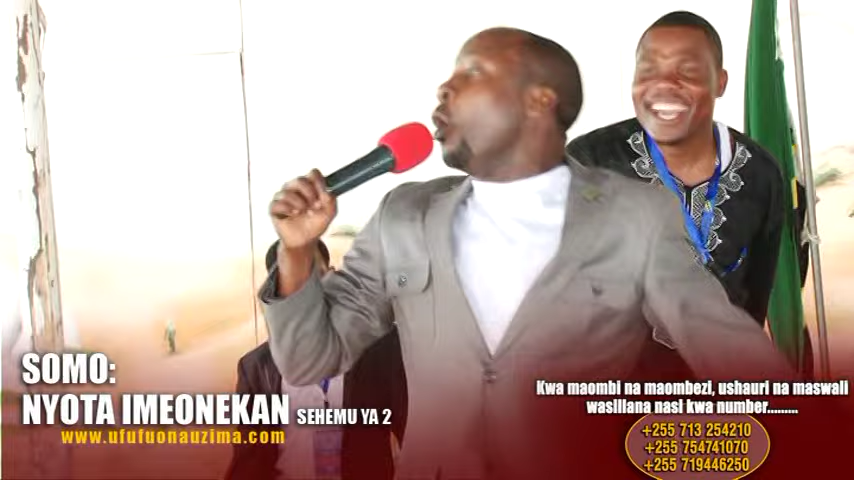 SOMO:
NYOTA IMEONEKAN SEHEMU YA 2
www.ufufuonauzima.com
Kwa maombi na maombezi, ushauri na maswali
wasiliana nasi kwa number.........
+255 713 254210
+255 754741070
+255 719446250